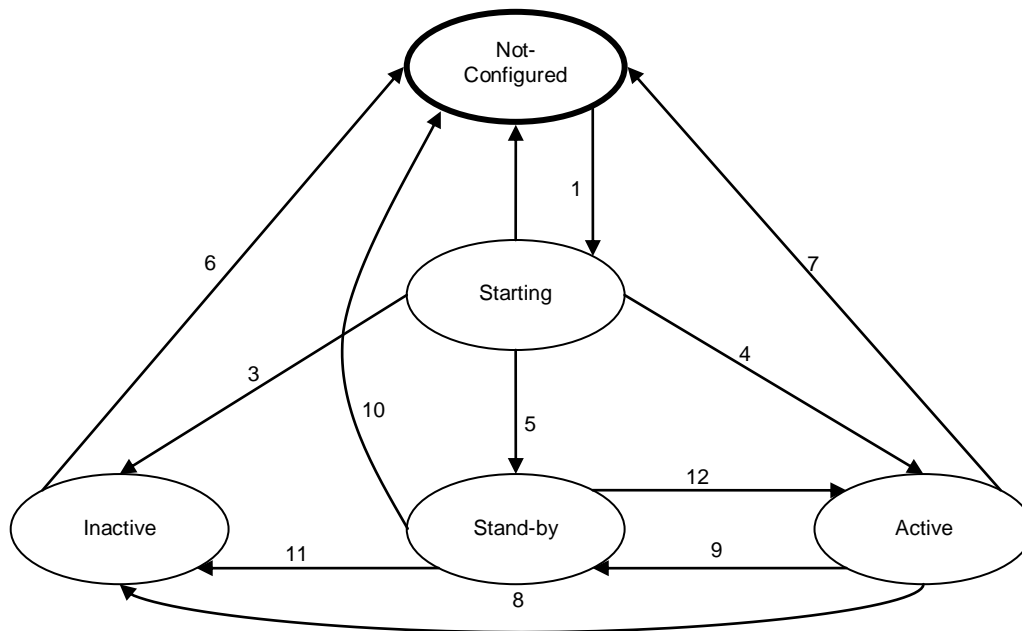 Not-
Configured
1
6
7
Starting
3
4
10
5
12
Inactive
Stand-by
Active
11
9
8